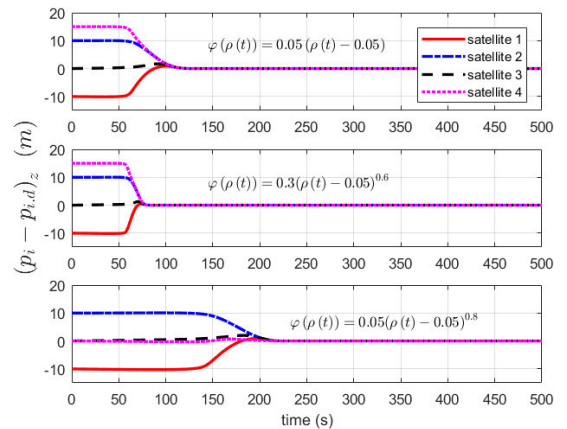 (p_i − p_{i.d})_z (m)
10
0
-10
φ(ρ(t)) = 0.05(ρ(t) − 0.05)
satellite 1
satellite 2
satellite 3
satellite 4
0 50 100 150 200 250 300 350 400 450 500
10
0
-10
φ(ρ(t)) = 0.3(ρ(t) − 0.05)^{0.6}
0 50 100 150 200 250 300 350 400 450 500
10
0
-10
φ(ρ(t)) = 0.05(ρ(t) − 0.05)^{0.8}
0 50 100 150 200 250 300 350 400 450 500
time (s)